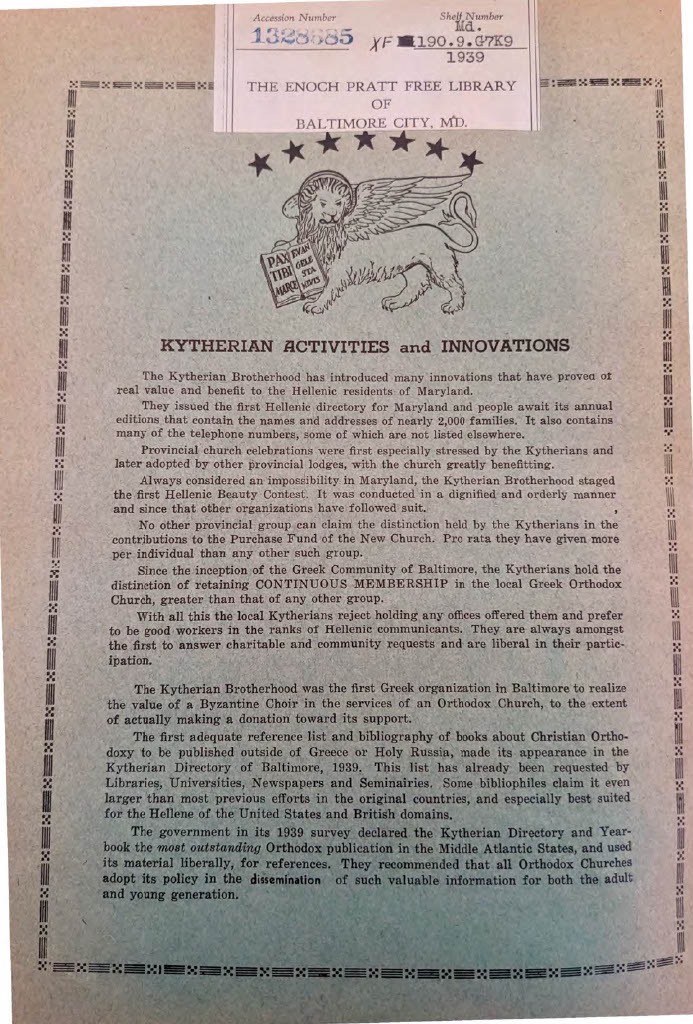 Accession Number
1328685
Shelf Number
Md.
XF 1190.9.G7K9
1939
THE ENOCH PRATT FREE LIBRARY
OF
BALTIMORE CITY, MD.
PAX EVAN
TIBI GELI
STA
MARCE MEVS
KYTHERIAN ACTIVITIES and INNOVATIONS
The Kytherian Brotherhood has introduced many innovations that have proved of
real value and benefit to the Hellenic residents of Maryland.
They issued the first Hellenic directory for Maryland and people await its annual
editions that contain the names and addresses of nearly 2,000 families. It also contains
many of the telephone numbers, some of which are not listed elsewhere.
Provincial church celebrations were first especially stressed by the Kytherians and
later adopted by other provincial lodges, with the church greatly benefitting.
Always considered an impossibility in Maryland, the Kytherian Brotherhood staged
the first Hellenic Beauty Contest. It was conducted in a dignified and orderly manner
and since that other organizations have followed suit.
No other provincial group can claim the distinction held by the Kytherians in the
contributions to the Purchase Fund of the New Church. Pro rata they have given more
per individual than any other such group.
Since the inception of the Greek Community of Baltimore, the Kytherians hold the
distinction of retaining CONTINUOUS MEMBERSHIP in the local Greek Orthodox
Church, greater than that of any other group.
With all this the local Kytherians reject holding any offices offered them and prefer
to be good workers in the ranks of Hellenic communicants. They are always amongst
the first to answer charitable and community requests and are liberal in their partic-
ipation.
The Kytherian Brotherhood was the first Greek organization in Baltimore to realize
the value of a Byzantine Choir in the services of an Orthodox Church, to the extent
of actually making a donation toward its support.
The first adequate reference list and bibliography of books about Christian Ortho-
doxy to be published outside of Greece or Holy Russia, made its appearance in the
Kytherian Directory of Baltimore, 1939. This list has already been requested by
Libraries, Universities, Newspapers and Seminairies. Some bibliophiles claim it even
larger than most previous efforts in the original countries, and especially best suited
for the Hellene of the United States and British domains.
The government in its 1939 survey declared the Kytherian Directory and Year-
book the most outstanding Orthodox publication in the Middle Atlantic States, and used
its material liberally, for references. They recommended that all Orthodox Churches
adopt its policy in the dissemination of such valuable information for both the adult
and young generation.